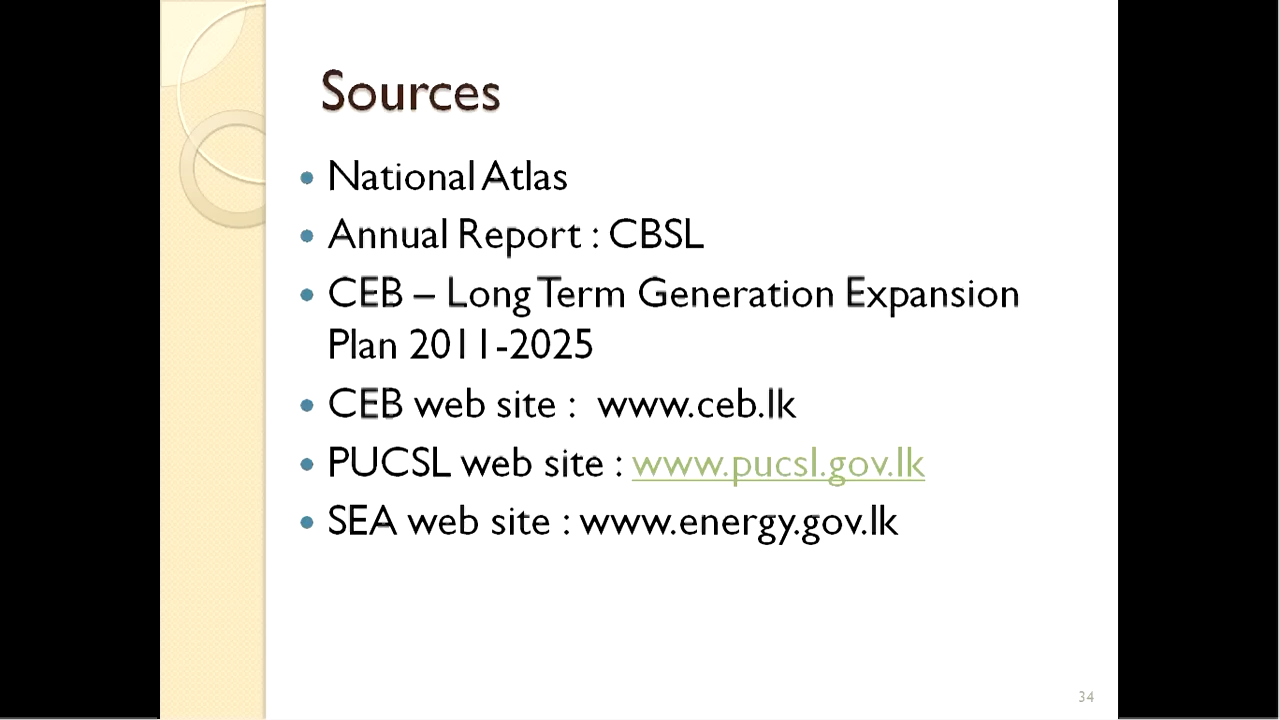 Sources
• National Atlas
• Annual Report : CBSL
• CEB – Long Term Generation Expansion
Plan 2011-2025
• CEB web site :  www.ceb.lk
• PUCSL web site : www.pucsl.gov.lk
• SEA web site : www.energy.gov.lk
34